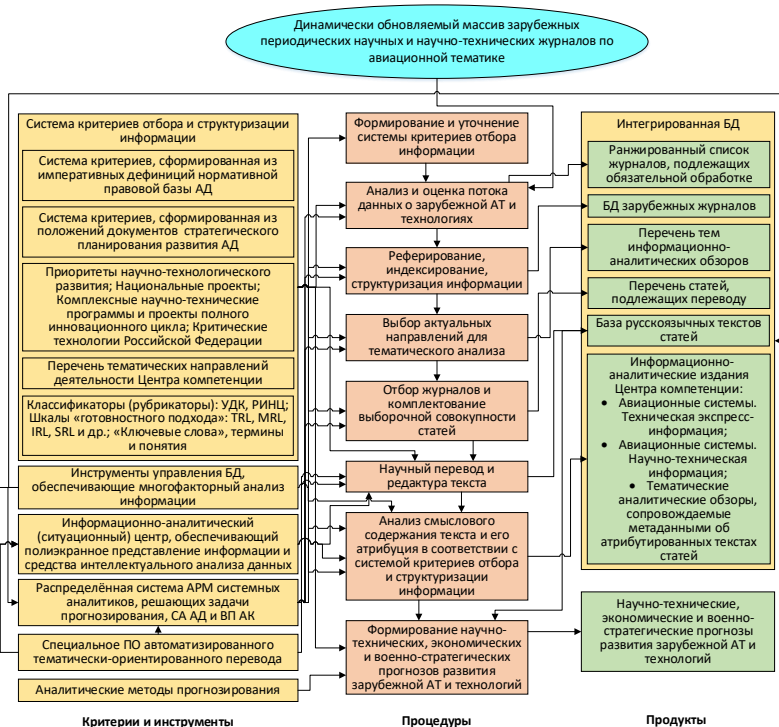 Динамически обновляемый массив зарубежных
периодических научных и научно-технических журналов по
авиационной тематике
Система критериев отбора и структуризации
информации
Система критериев, сформированная из
императивных дефиниций нормативной
правовой базы АД
Система критериев, сформированная из
положений документов стратегического
планирования развития АД
Приоритеты научно-технологического
развития; Национальные проекты;
Комплексные научно-технические
программы и проекты полного
инновационного цикла; Критические
технологии Российской Федерации
Перечень тематических направлений
деятельности Центра компетенции
Классификаторы (рубрикаторы): УДК, РИНЦ;
Шкалы «готовностного подхода»: TRL, MRL,
IRL, SRL и др.; «Ключевые слова», термины и
понятия
Инструменты управления БД,
обеспечивающие многофакторный анализ
информации
Информационно-аналитический
(ситуационный) центр, обеспечивающий
полиэкранное представление информации и
средства интеллектуального анализа данных
Распределённая система АРМ системных
аналитиков, решающих задачи
прогнозирования, СА АД и ВП АК
Специальное ПО автоматизированного
тематически-ориентированного перевода
Аналитические методы прогнозирования
Критерии и инструменты
Формирование и уточнение
системы критериев отбора
информации
Анализ и оценка потока
данных о зарубежной АТ и
технологиях
Реферирование,
индексирование,
структуризация информации
Выбор актуальных
направлений для
тематического анализа
Отбор журналов и
комплектование
выборочной совокупности
статей
Научный перевод и
редактура текста
Анализ смыслового
содержания текста и его
атрибуция в соответствии с
системой критериев отбора
и структуризации
информации
Формирование научно-
технических, экономических
и военно-стратегических
прогнозов развития
зарубежной АТ и технологий
Процедуры
Интегрированная БД
Ранжированный список
журналов, подлежащих
обязательной обработке
БД зарубежных журналов
Перечень тем
информационно-
аналитических обзоров
Перечень статей,
подлежащих переводу
База русскоязычных текстов
статей
Информационно-
аналитические издания
Центра компетенции:
• Авиационные системы.
Техническая экспресс-
информация;
• Авиационные системы.
Научно-техническая
информация;
• Тематические
аналитические обзоры,
сопровождаемые
метаданными об
атрибутированных текстах
статей
Научно-технические,
экономические и военно-
стратегические прогнозы
развития зарубежной АТ и
технологий
Продукты